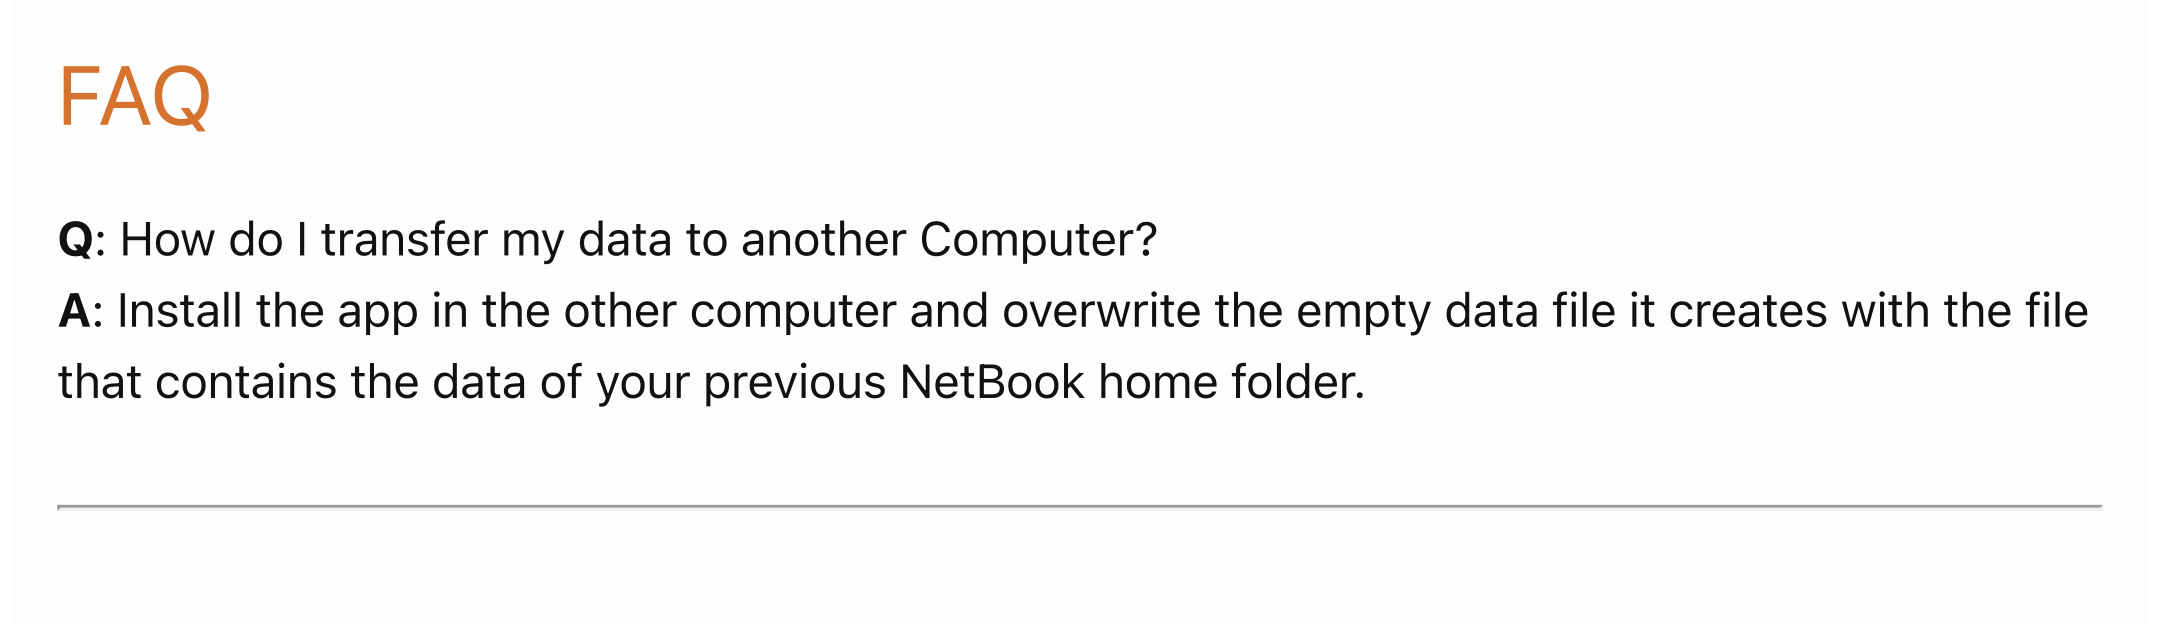 FAQ
Q: How do I transfer my data to another Computer?
A: Install the app in the other computer and overwrite the empty data file it creates with the file
that contains the data of your previous NetBook home folder.